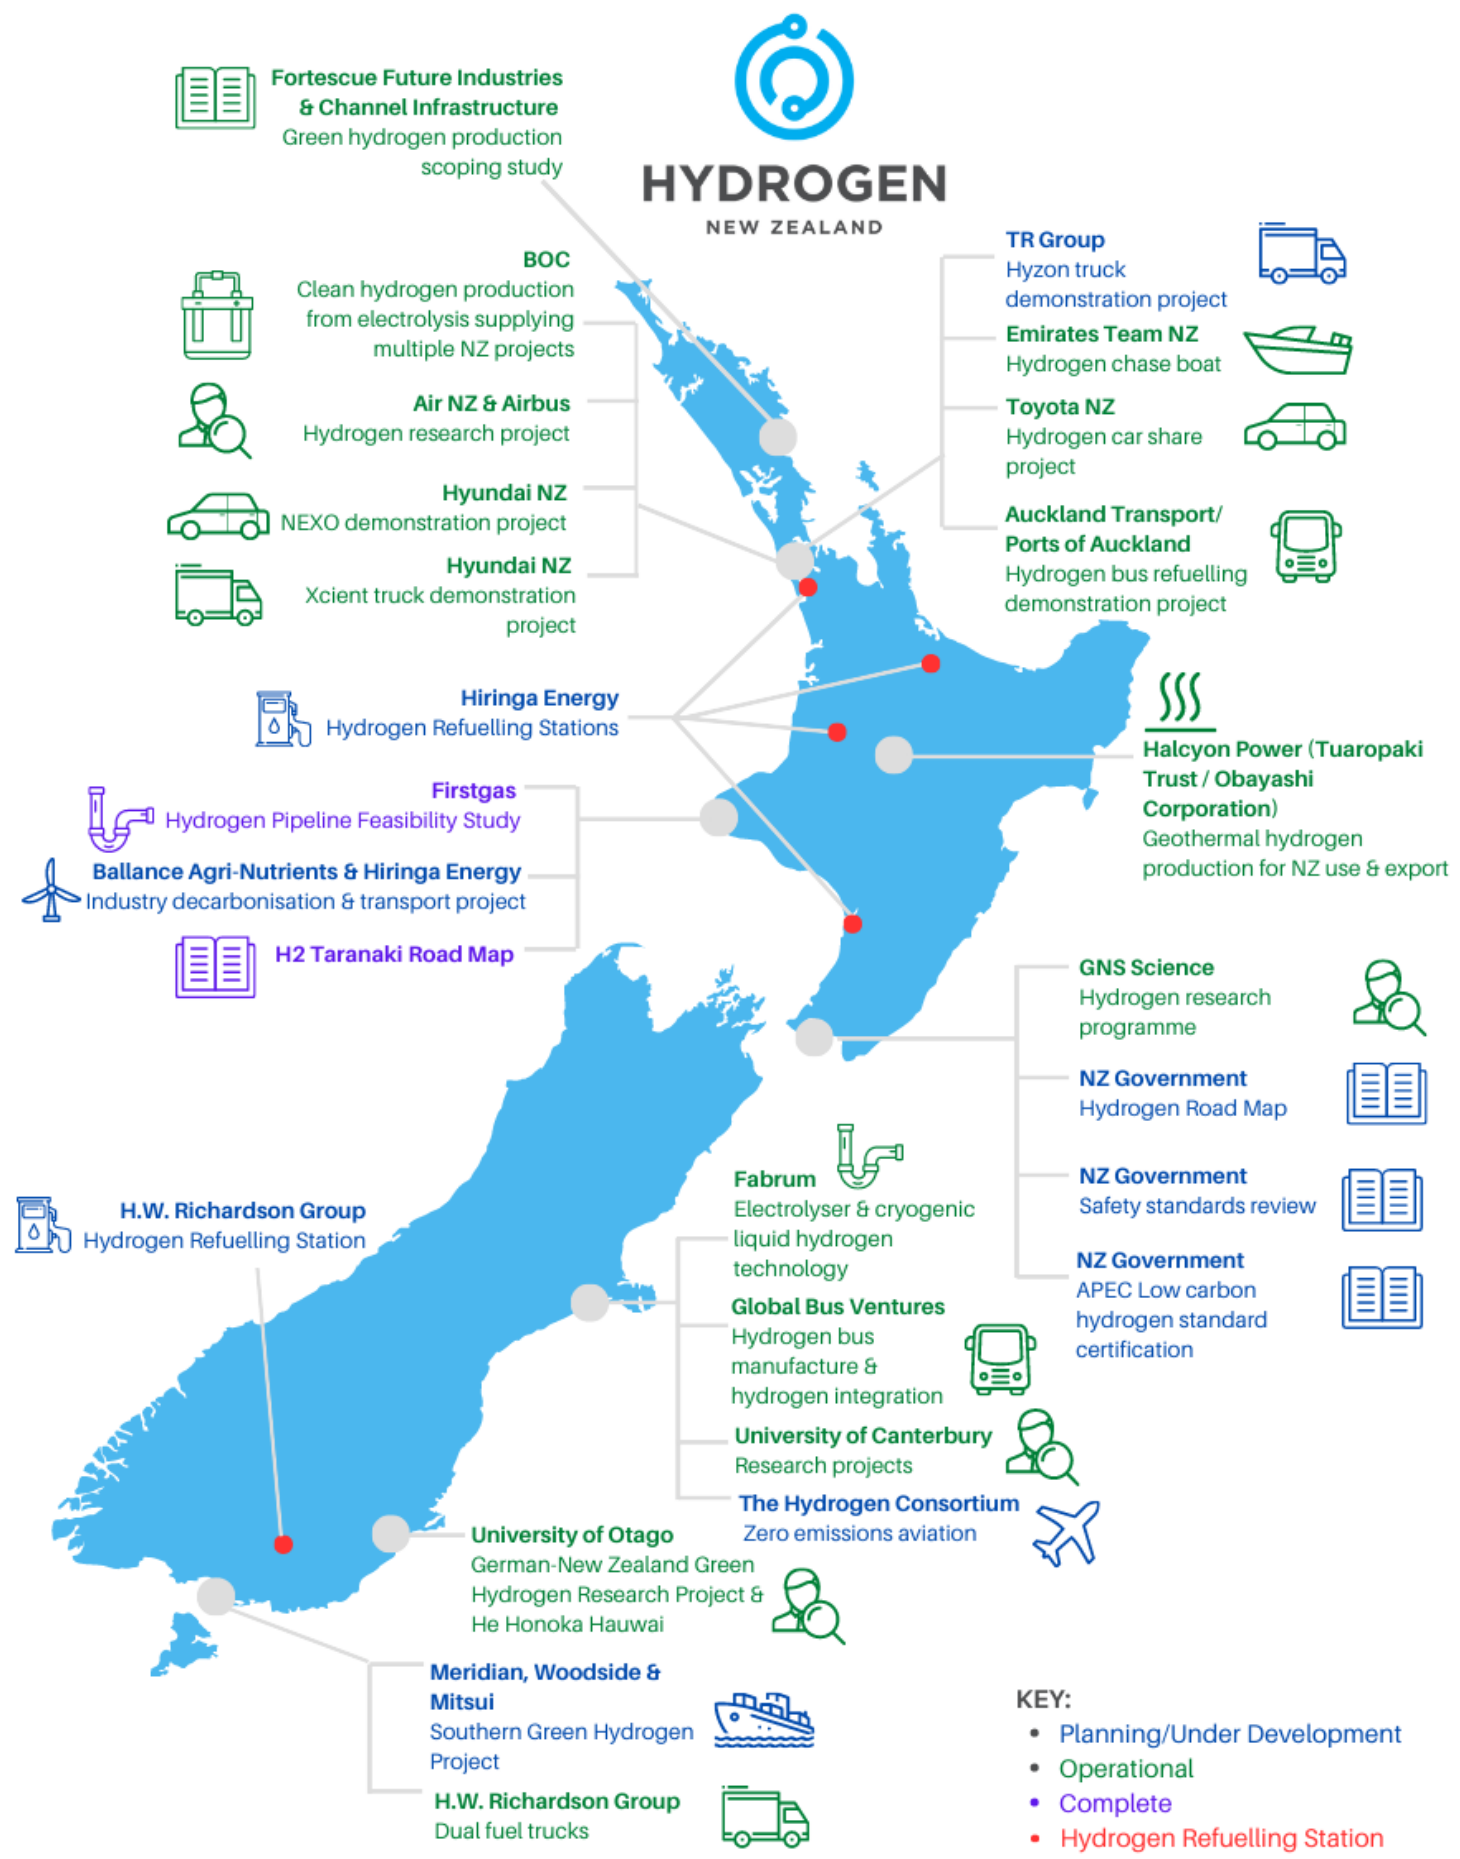 HYDROGEN
NEW ZEALAND
Fortescue Future Industries
& Channel Infrastructure
Green hydrogen production
scoping study
BOC
Clean hydrogen production
from electrolysis supplying
multiple NZ projects
Air NZ & Airbus
Hydrogen research project
Hyundai NZ
NEXO demonstration project
Hyundai NZ
Xcient truck demonstration
project
TR Group
Hyzon truck
demonstration project
Emirates Team NZ
Hydrogen chase boat
Toyota NZ
Hydrogen car share
project
Auckland Transport/
Ports of Auckland
Hydrogen bus refuelling
demonstration project
Hiringa Energy
Hydrogen Refuelling Stations
Halcyon Power (Tuaropaki
Trust / Obayashi
Corporation)
Geothermal hydrogen
production for NZ use & export
Firstgas
Hydrogen Pipeline Feasibility Study
Ballance Agri-Nutrients & Hiringa Energy
Industry decarbonisation & transport project
H2 Taranaki Road Map
GNS Science
Hydrogen research
programme
NZ Government
Hydrogen Road Map
NZ Government
Safety standards review
NZ Government
APEC Low carbon
hydrogen standard
certification
H.W. Richardson Group
Hydrogen Refuelling Station
Fabrum
Electrolyser & cryogenic
liquid hydrogen
technology
Global Bus Ventures
Hydrogen bus
manufacture &
hydrogen integration
University of Canterbury
Research projects
The Hydrogen Consortium
Zero emissions aviation
University of Otago
German-New Zealand Green
Hydrogen Research Project &
He Honoka Hauwai
Meridian, Woodside &
Mitsui
Southern Green Hydrogen
Project
H.W. Richardson Group
Dual fuel trucks
KEY:
• Planning/Under Development
• Operational
• Complete
• Hydrogen Refuelling Station